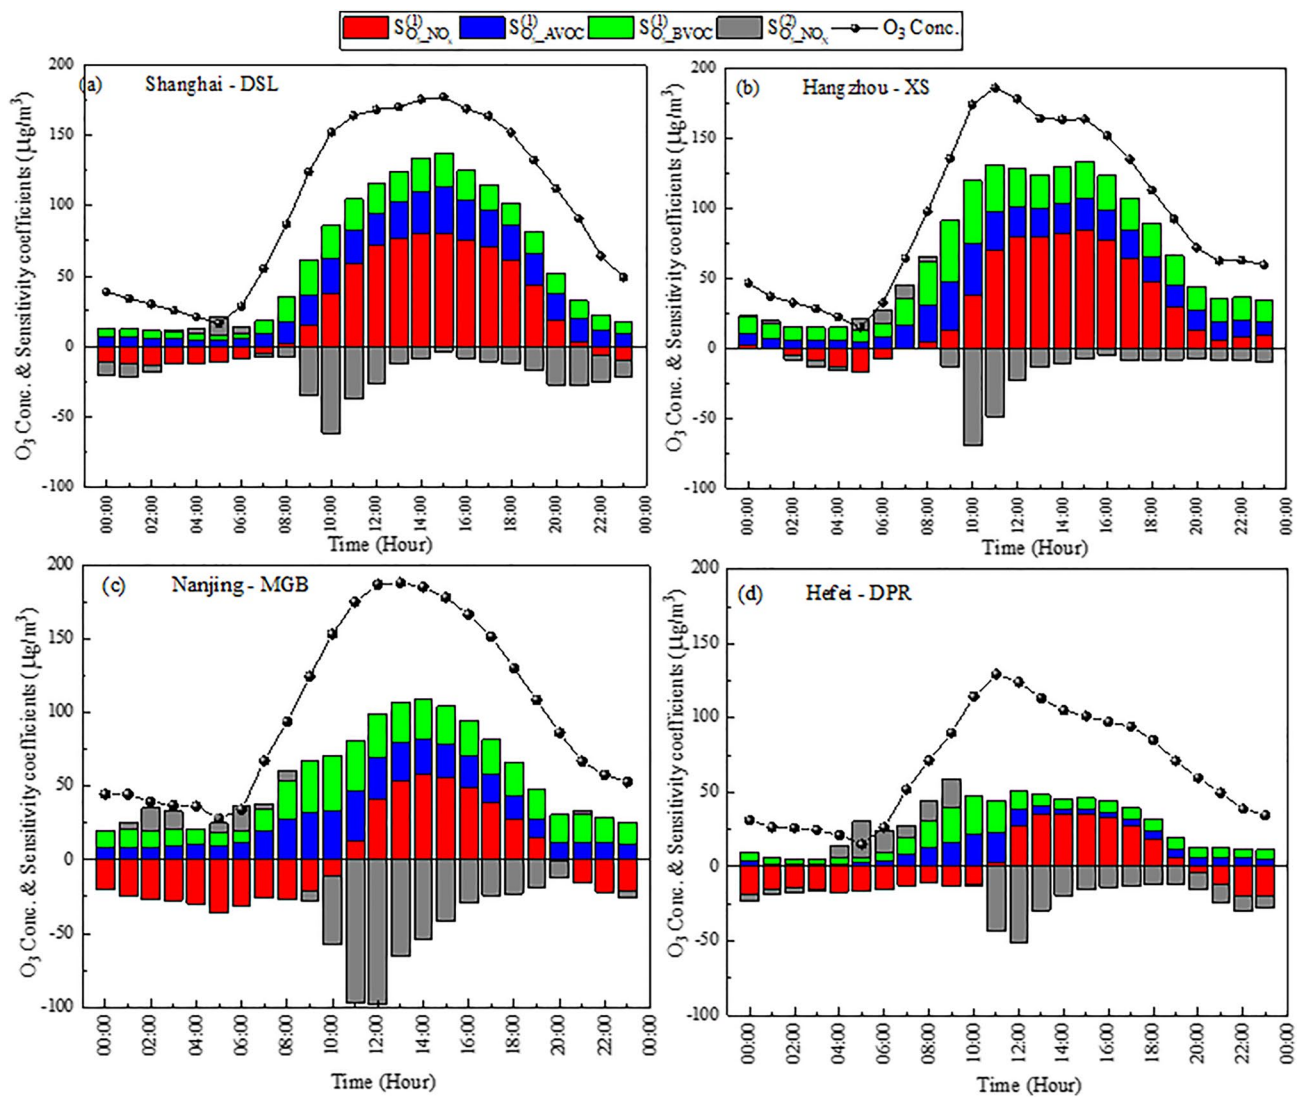 S(1)O3_NOx S(1)O3_AVOC S(1)O3_BVOC S(2)O3_NOx O3 Conc.
(a) Shanghai - DSL
O3 Conc. & Sensitivity coefficients (μg/m3)
200
150
100
50
0
-50
-100
00:00 02:00 04:00 06:00 08:00 10:00 12:00 14:00 16:00 18:00 20:00 22:00 00:00
Time (Hour)
(b) Hangzhou - XS
O3 Conc. & Sensitivity coefficients (μg/m3)
200
150
100
50
0
-50
-100
00:00 02:00 04:00 06:00 08:00 10:00 12:00 14:00 16:00 18:00 20:00 22:00 00:00
Time (Hour)
(c) Nanjing - MGB
O3 Conc. & Sensitivity coefficients (μg/m3)
200
150
100
50
0
-50
-100
00:00 02:00 04:00 06:00 08:00 10:00 12:00 14:00 16:00 18:00 20:00 22:00 00:00
Time (Hour)
(d) Hefei - DPR
O3 Conc. & Sensitivity coefficients (μg/m3)
200
150
100
50
0
-50
-100
00:00 02:00 04:00 06:00 08:00 10:00 12:00 14:00 16:00 18:00 20:00 22:00 00:00
Time (Hour)